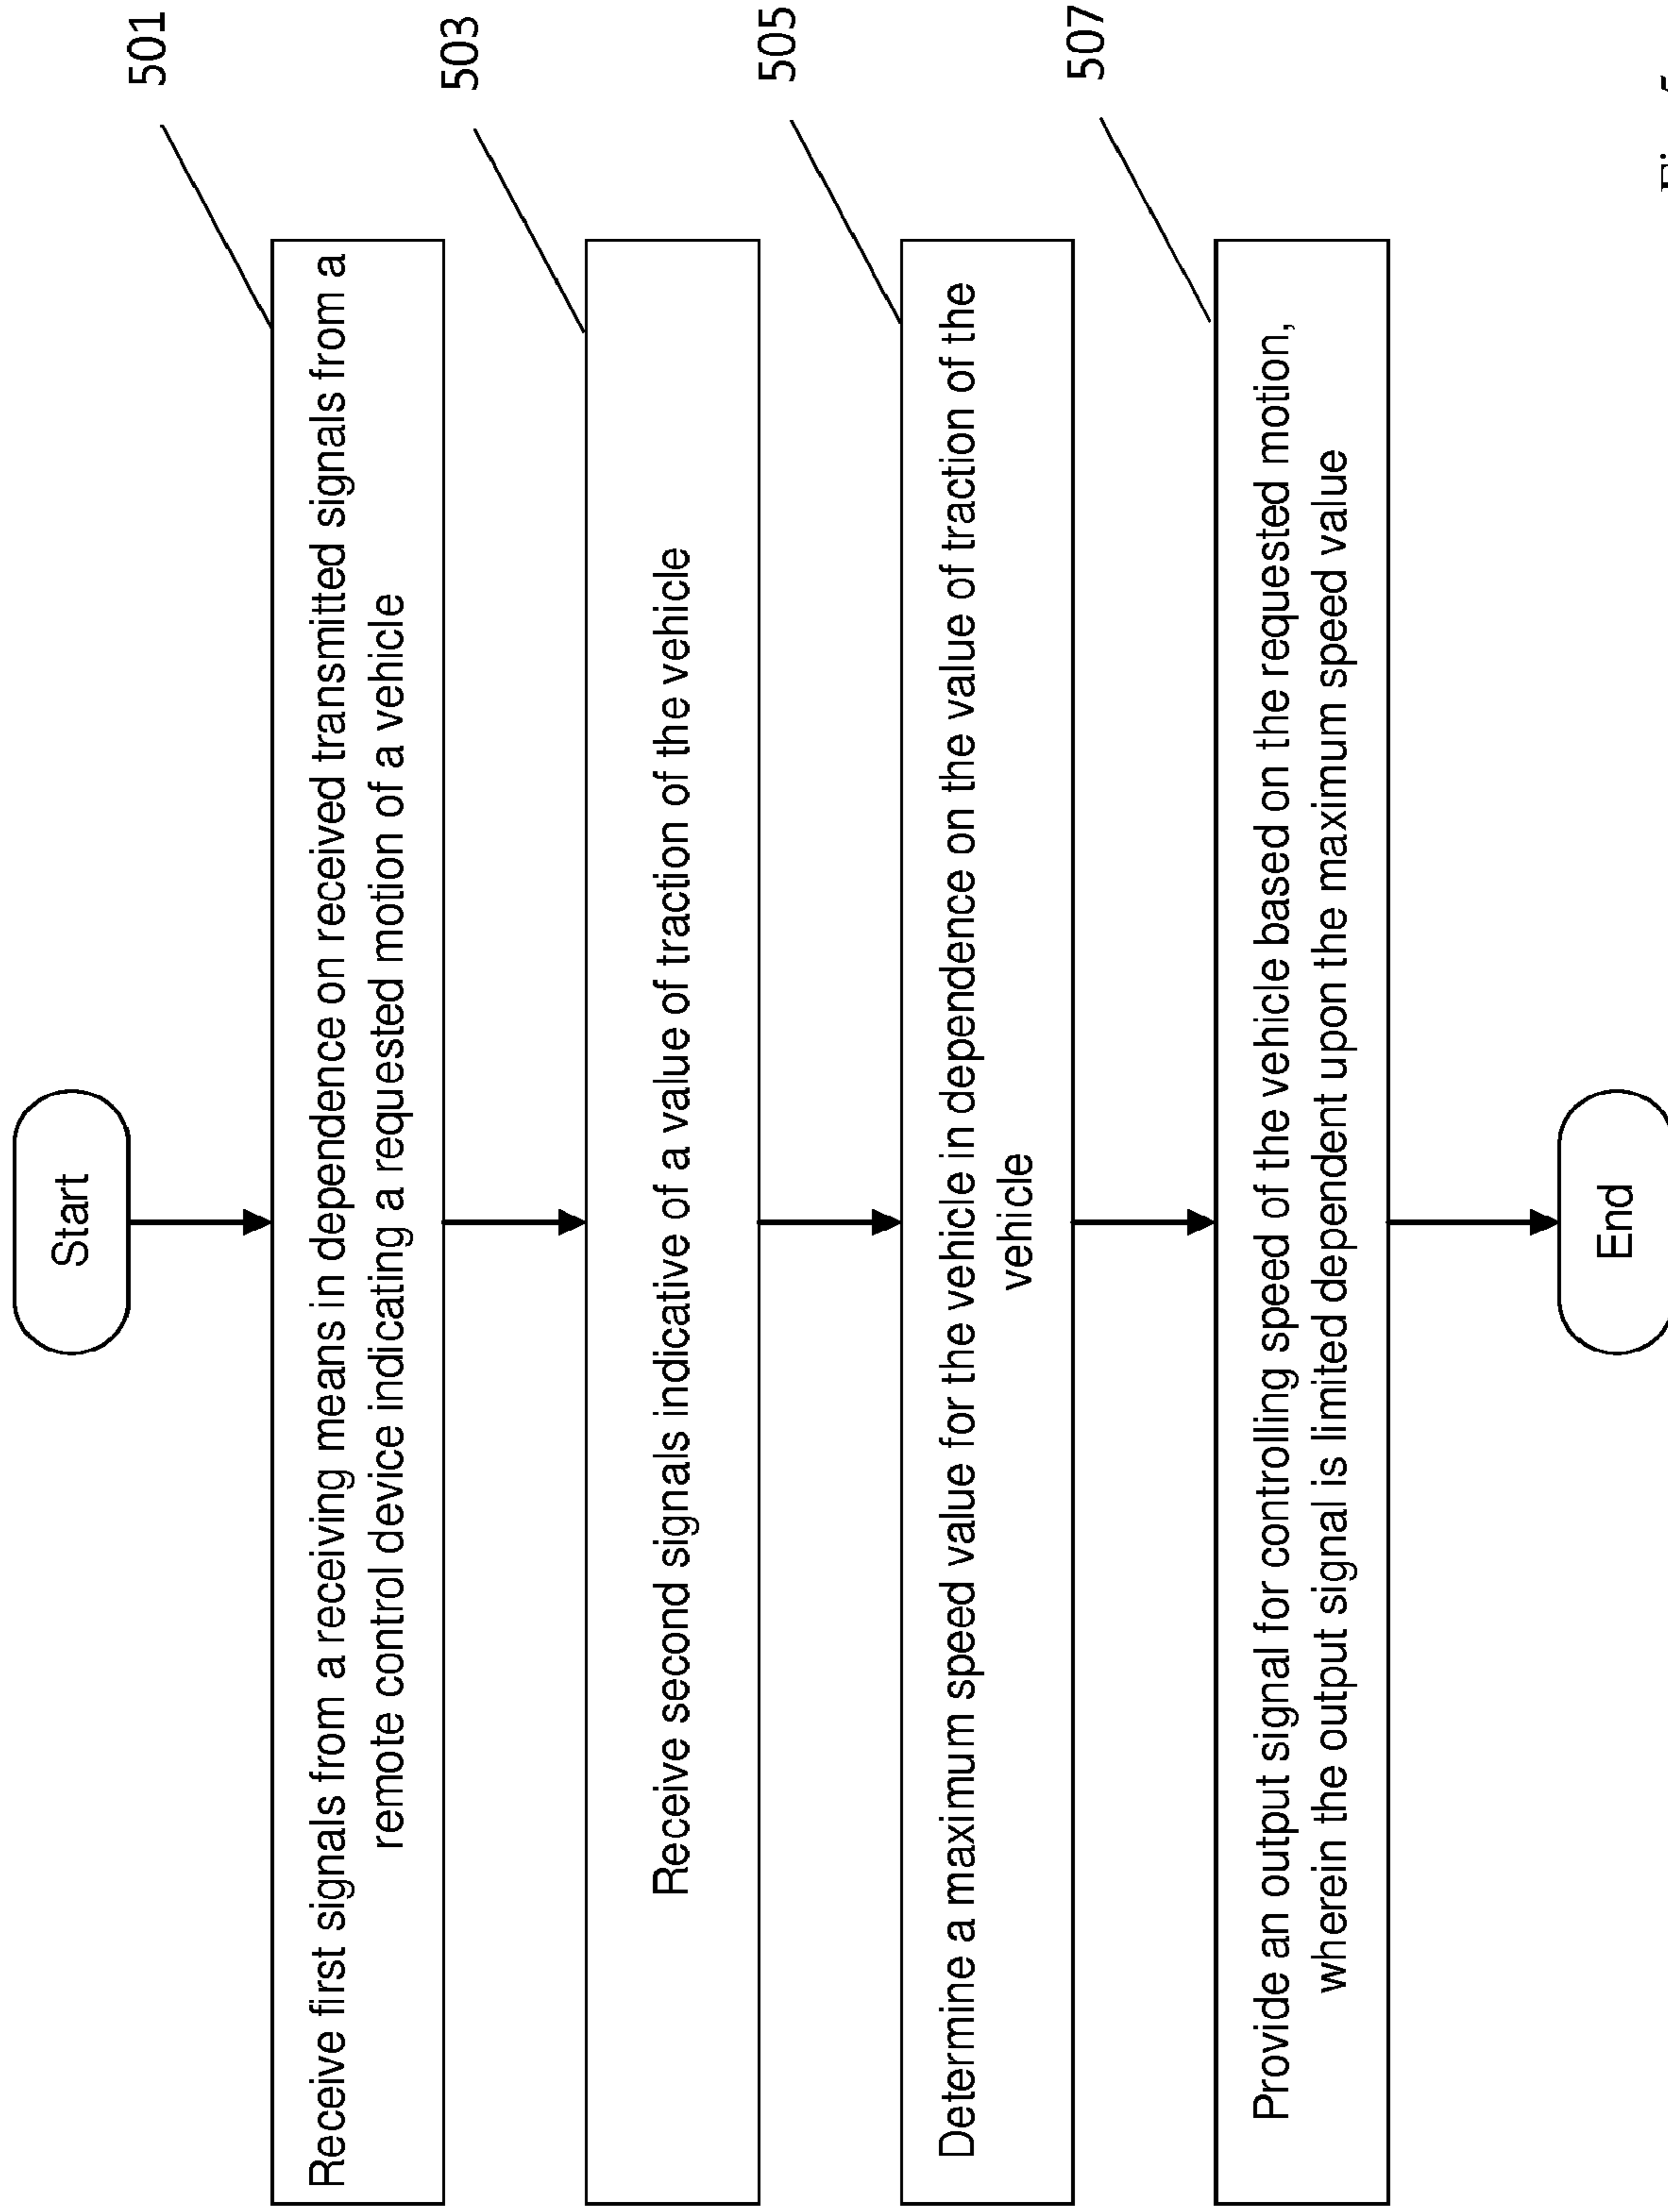 Start
501
Receive first signals from a receiving means in dependence on received transmitted signals from a
remote control device indicating a requested motion of a vehicle
503
Receive second signals indicative of a value of traction of the vehicle
505
Determine a maximum speed value for the vehicle in dependence on the value of traction of the
vehicle
507
Provide an output signal for controlling speed of the vehicle based on the requested motion,
wherein the output signal is limited dependent upon the maximum speed value
End